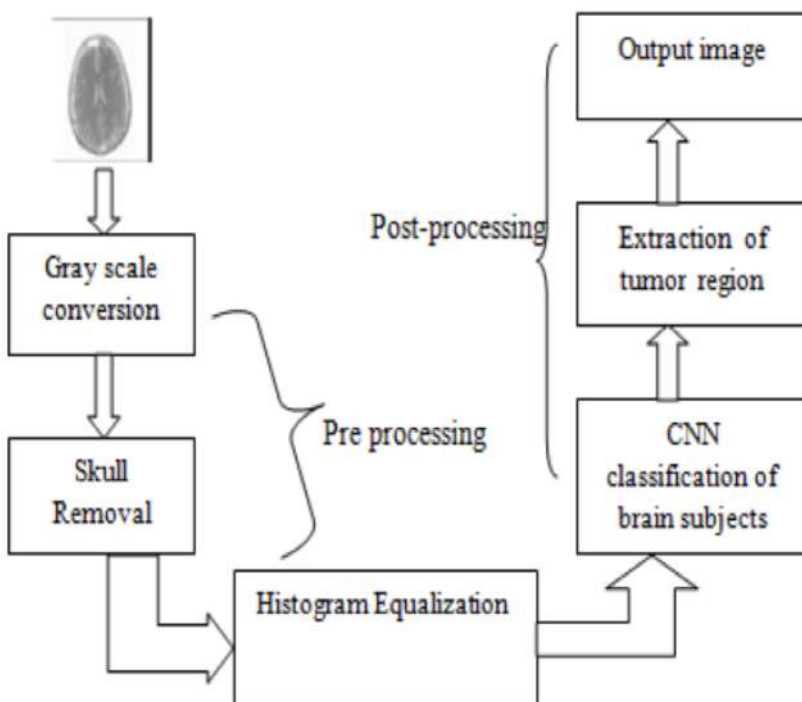 Gray scale
conversion
Skull
Removal
Pre processing
Histogram Equalization
CNN
classification of
brain subjects
Post-processing
Extraction of
tumor region
Output image